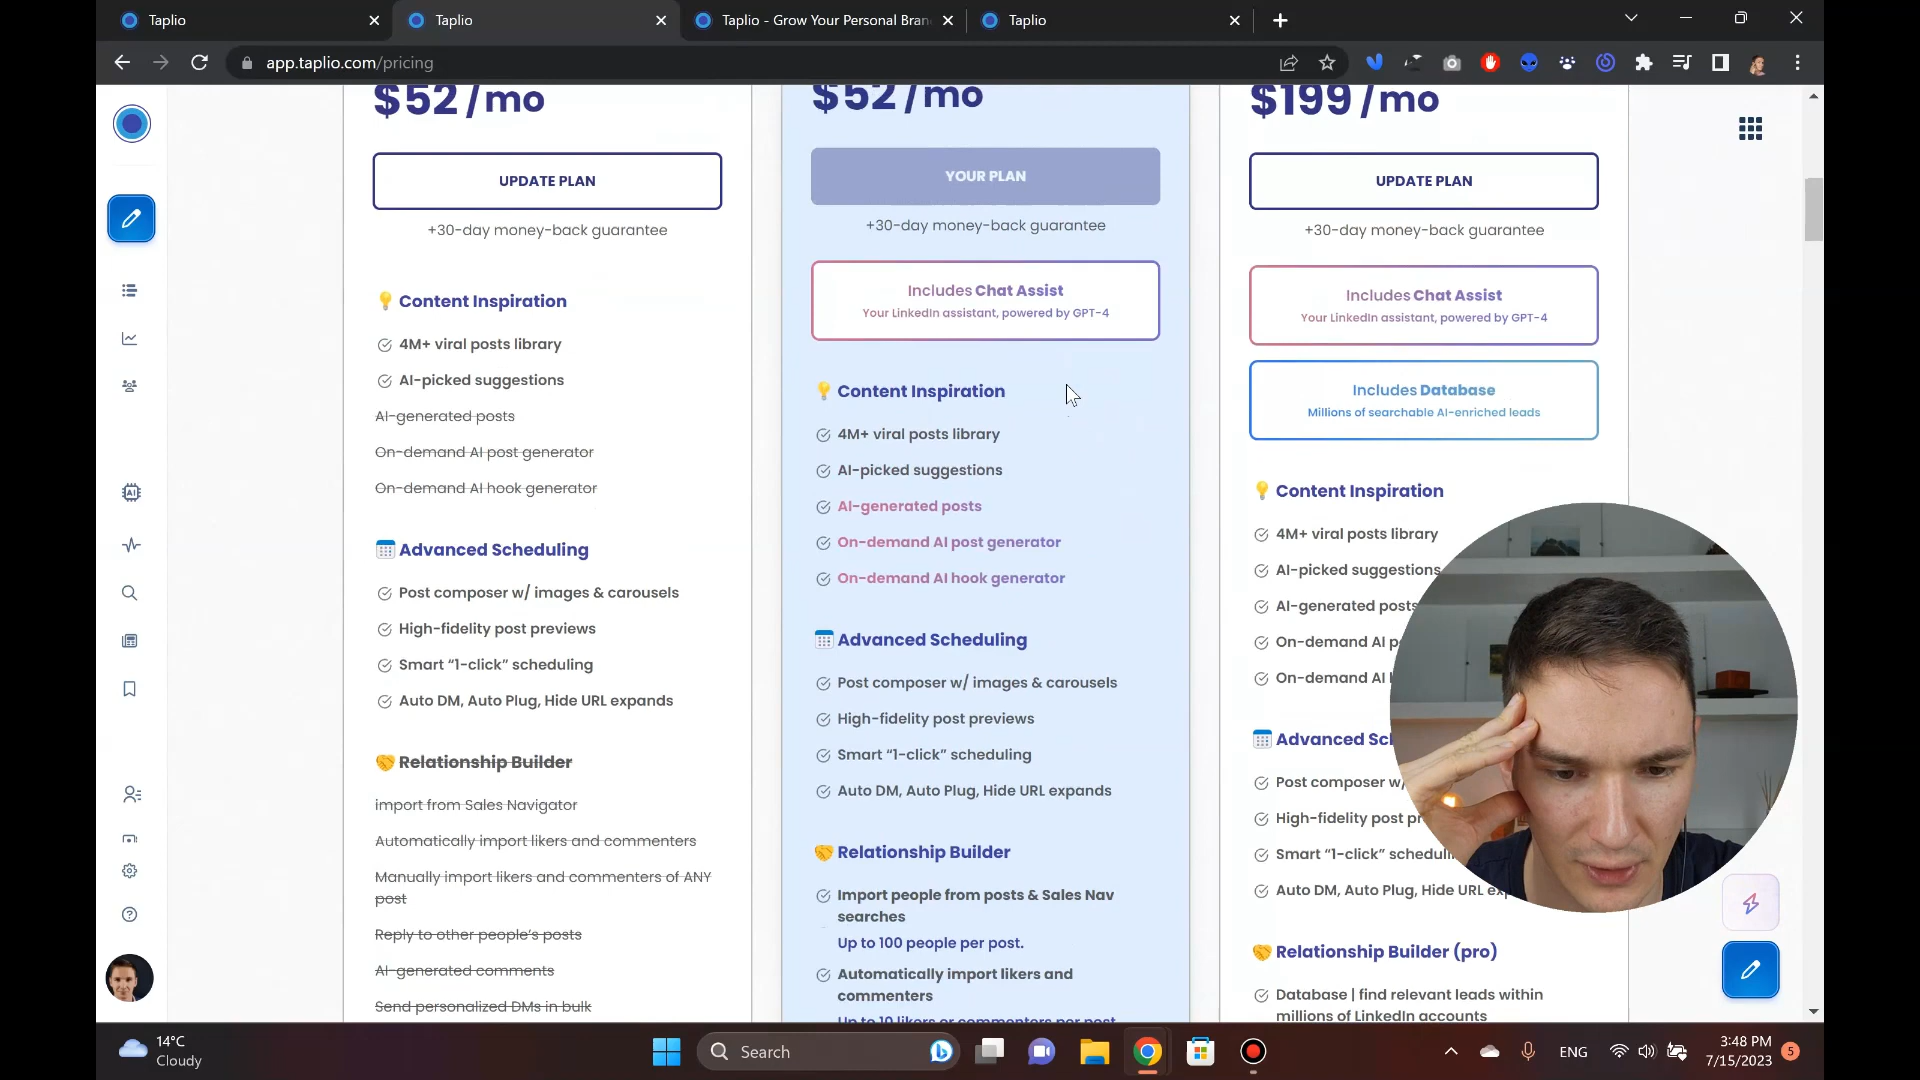 Taplio
Taplio
Taplio - Grow Your Personal Bran
Taplio
app.taplio.com/pricing
$52/mo
UPDATE PLAN
+30-day money-back guarantee
💡 Content Inspiration
4M+ viral posts library
AI-picked suggestions
AI-generated posts
On-demand AI post generator
On-demand AI hook generator
Advanced Scheduling
Post composer w/ images & carousels
High-fidelity post previews
Smart “1-click” scheduling
Auto DM, Auto Plug, Hide URL expands
🤝 Relationship Builder
import from Sales Navigator
Automatically import likers and commenters
Manually import likers and commenters of ANY
post
Reply to other people's posts
AI-generated comments
Send personalized DMs in bulk
$52/mo
YOUR PLAN
+30-day money-back guarantee
Includes Chat Assist
Your LinkedIn assistant, powered by GPT-4
💡 Content Inspiration
4M+ viral posts library
AI-picked suggestions
AI-generated posts
On-demand AI post generator
On-demand AI hook generator
Advanced Scheduling
Post composer w/ images & carousels
High-fidelity post previews
Smart “1-click” scheduling
Auto DM, Auto Plug, Hide URL expands
🤝 Relationship Builder
Import people from posts & Sales Nav
searches
Up to 100 people per post.
Automatically import likers and
commenters
Up to 10 likers or commenters per post
$199/mo
UPDATE PLAN
+30-day money-back guarantee
Includes Chat Assist
Your LinkedIn assistant, powered by GPT-4
Includes Database
Millions of searchable AI-enriched leads
💡 Content Inspiration
4M+ viral posts library
AI-picked suggestions
AI-generated posts
On-demand AI p
On-demand AI
Advanced Sc
Post composer w/
High-fidelity post pr
Smart “1-click” scheduli
Auto DM, Auto Plug, Hide URL ex
🤝 Relationship Builder (pro)
Database | find relevant leads within
millions of LinkedIn accounts
AI
14°C
Cloudy
Search
ENG
3:48 PM
7/15/2023
5